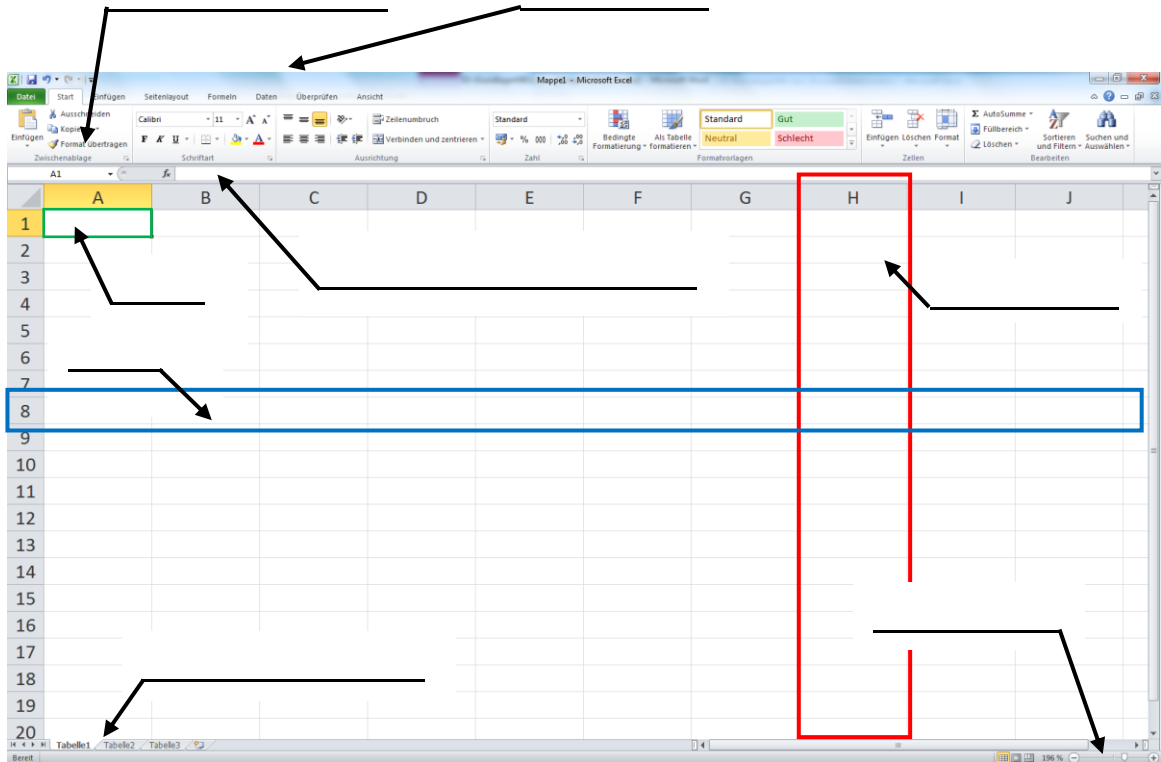 Mappe1 - Microsoft Excel
Datei Start Einfügen Seitenlayout Formeln Daten Überprüfen Ansicht
Ausschneiden
Calibri 11
Zeilenumbruch
Standard
Standard Gut
Σ AutoSumme
Einfügen
Format übertragen
F K U
Verbinden und zentrieren
% 000
Bedingte Formatierung
Als Tabelle formatieren
Neutral Schlecht
Einfügen Löschen Format
Füllbereich
Löschen
Sortieren und Filtern
Suchen und Auswählen
Zwischenablage Schriftart Ausrichtung Zahl Formatvorlagen Zellen Bearbeiten
A1 fx
A B C D E F G H I J
1
2
3
4
5
6
7
8
9
10
11
12
13
14
15
16
17
18
19
20
Tabelle1 Tabelle2 Tabelle3
Bereit 196 %